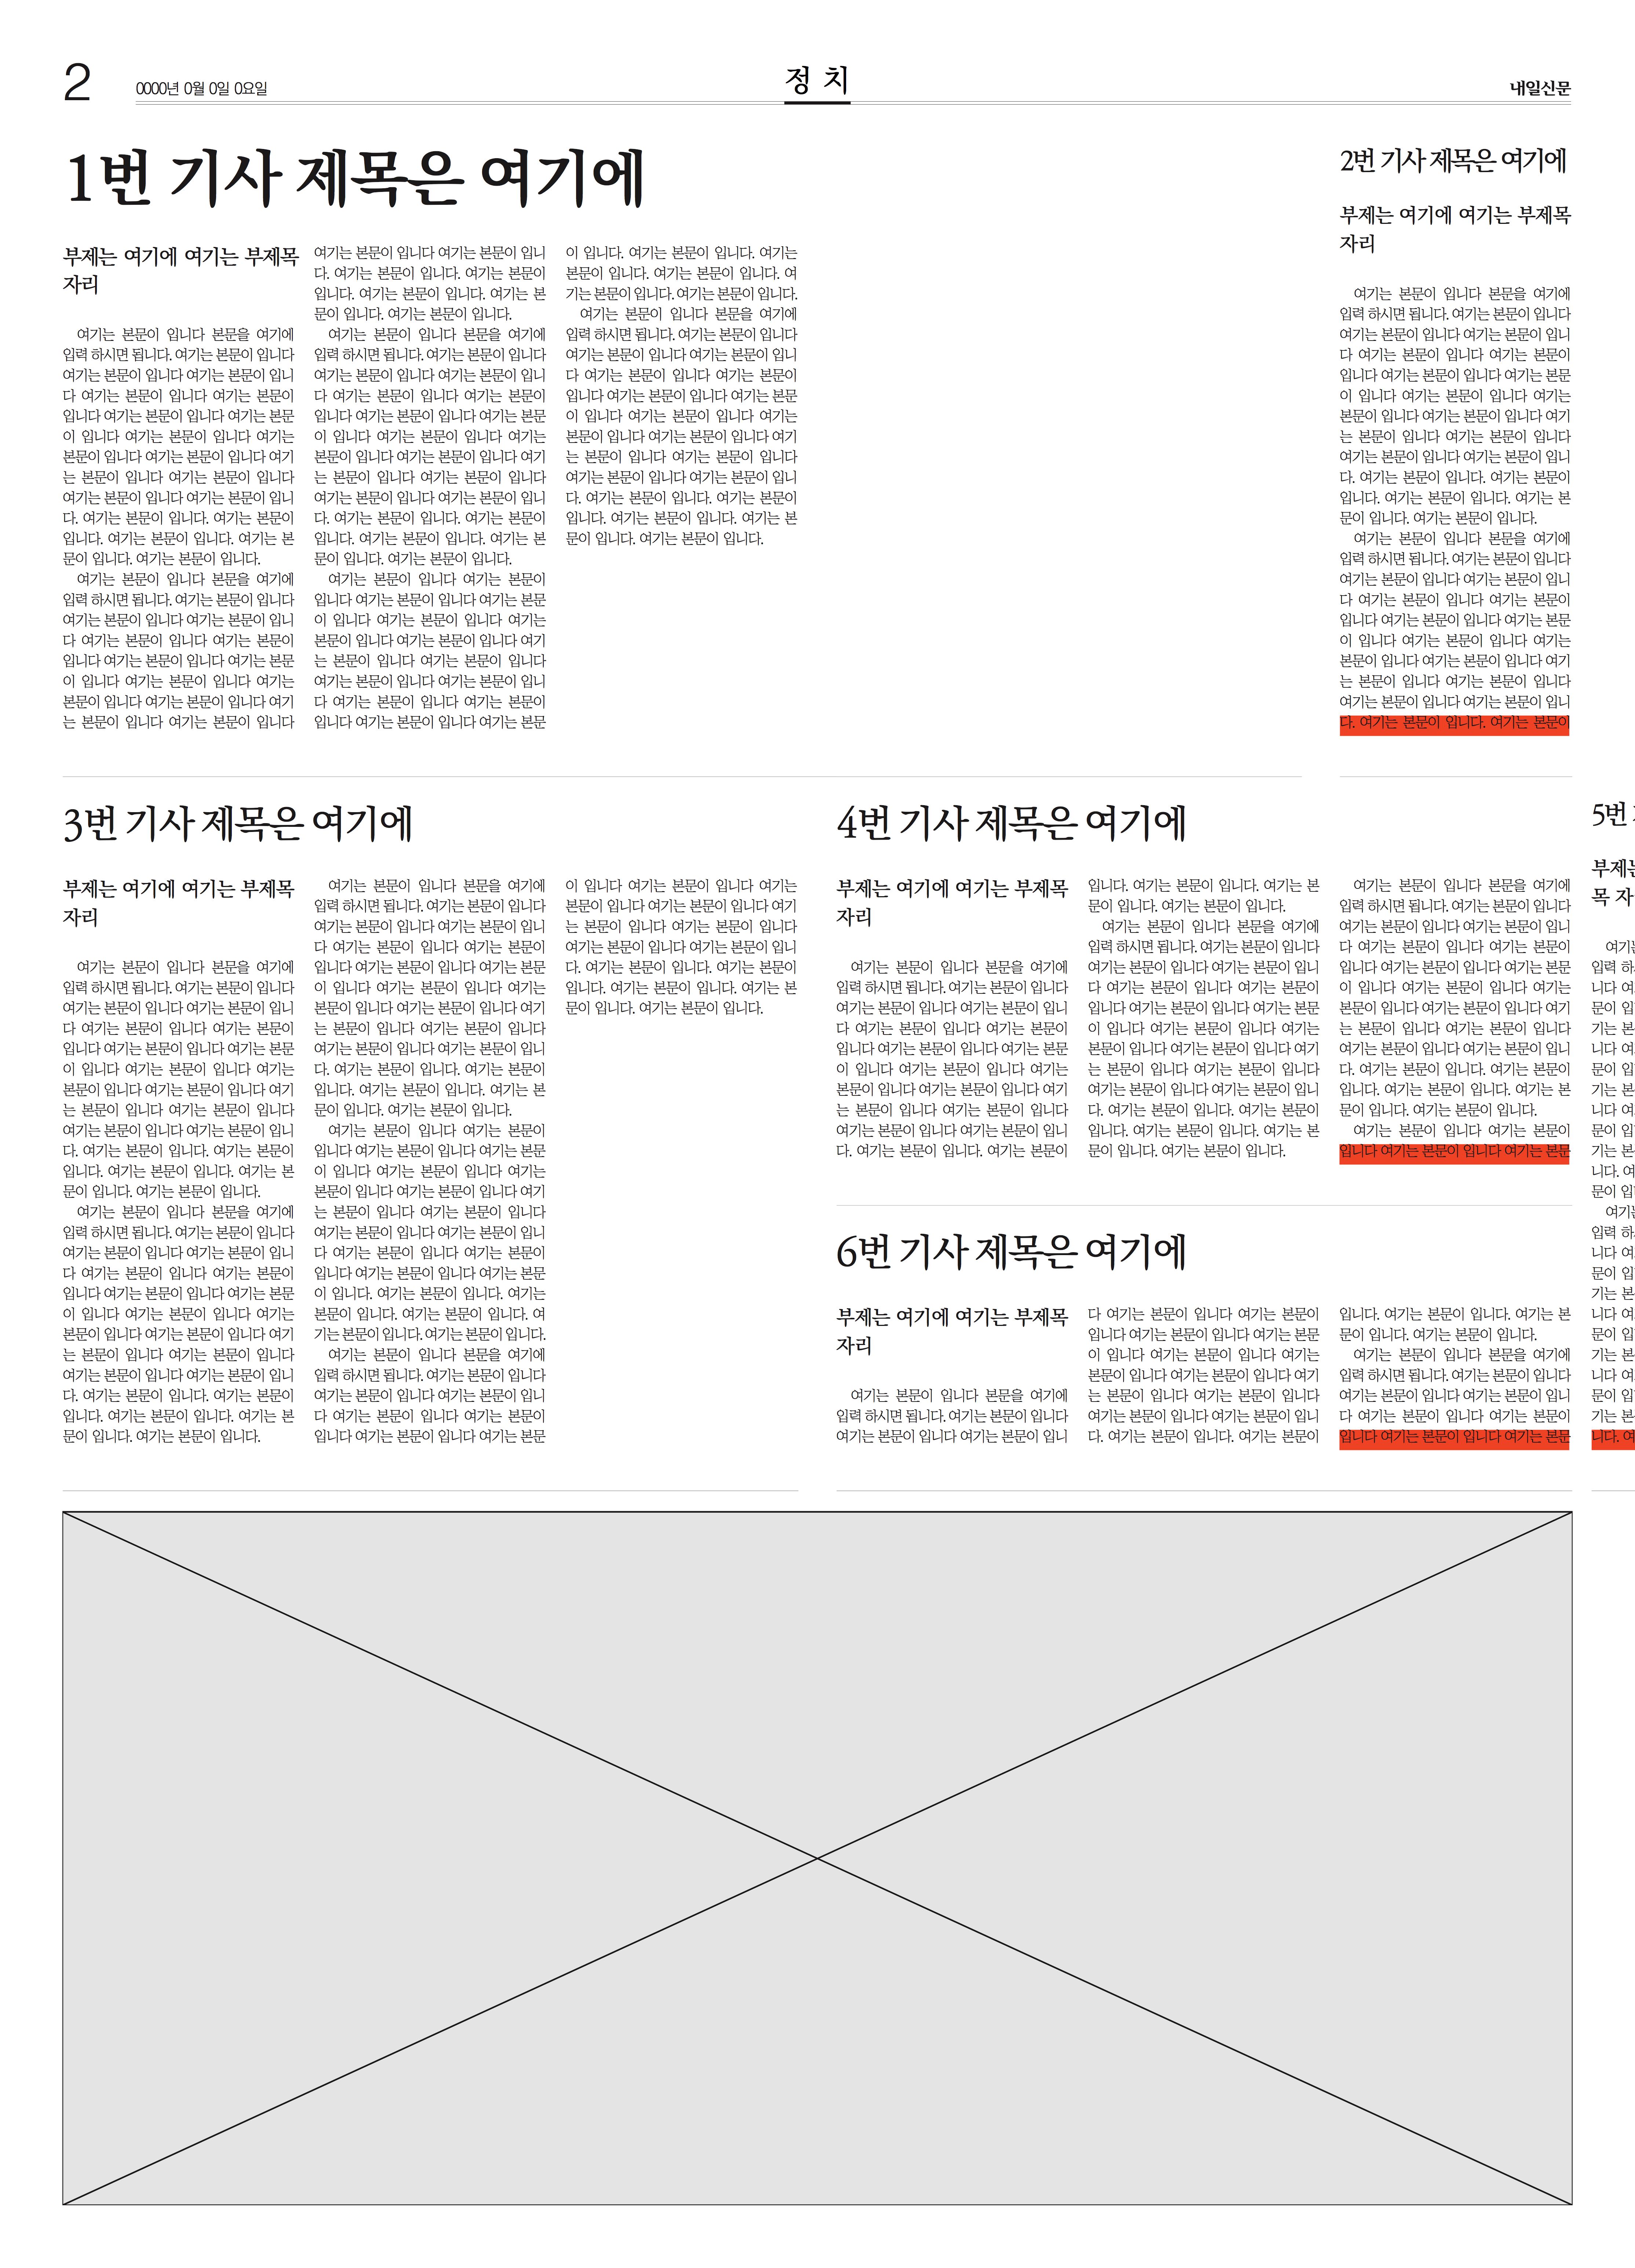 2
0000년 0월 0일 0요일
정 치
내일신문
1번 기사 제목은 여기에
부제는 여기에 여기는 부제목
자리
여기는 본문이 입니다 본문을 여기에
입력 하시면 됩니다. 여기는 본문이 입니다
여기는 본문이 입니다 여기는 본문이 입니
다 여기는 본문이 입니다 여기는 본문이
입니다 여기는 본문이 입니다 여기는 본문
이 입니다 여기는 본문이 입니다 여기는
본문이 입니다 여기는 본문이 입니다 여기
는 본문이 입니다 여기는 본문이 입니다
여기는 본문이 입니다 여기는 본문이 입니
다. 여기는 본문이 입니다. 여기는 본문이
입니다. 여기는 본문이 입니다. 여기는 본
문이 입니다. 여기는 본문이 입니다.
여기는 본문이 입니다 본문을 여기에
입력 하시면 됩니다. 여기는 본문이 입니다
여기는 본문이 입니다 여기는 본문이 입니
다 여기는 본문이 입니다 여기는 본문이
입니다 여기는 본문이 입니다 여기는 본문
이 입니다 여기는 본문이 입니다 여기는
본문이 입니다 여기는 본문이 입니다 여기
는 본문이 입니다 여기는 본문이 입니다
여기는 본문이 입니다 여기는 본문이 입니
다. 여기는 본문이 입니다. 여기는 본문이
입니다. 여기는 본문이 입니다. 여기는 본
문이 입니다. 여기는 본문이 입니다.
여기는 본문이 입니다 본문을 여기에
입력 하시면 됩니다. 여기는 본문이 입니다
여기는 본문이 입니다 여기는 본문이 입니
다 여기는 본문이 입니다 여기는 본문이
입니다 여기는 본문이 입니다 여기는 본문
이 입니다 여기는 본문이 입니다 여기는
본문이 입니다 여기는 본문이 입니다 여기
는 본문이 입니다 여기는 본문이 입니다
여기는 본문이 입니다 여기는 본문이 입니
다. 여기는 본문이 입니다. 여기는 본문이
입니다. 여기는 본문이 입니다. 여기는 본
문이 입니다. 여기는 본문이 입니다.
여기는 본문이 입니다 여기는 본문이
입니다 여기는 본문이 입니다 여기는 본문
이 입니다 여기는 본문이 입니다 여기는
본문이 입니다 여기는 본문이 입니다 여기
는 본문이 입니다 여기는 본문이 입니다
여기는 본문이 입니다 여기는 본문이 입니
다 여기는 본문이 입니다 여기는 본문이
입니다 여기는 본문이 입니다 여기는 본문
이 입니다. 여기는 본문이 입니다. 여기는
본문이 입니다. 여기는 본문이 입니다. 여
기는 본문이 입니다. 여기는 본문이 입니다.
여기는 본문이 입니다 본문을 여기에
입력 하시면 됩니다. 여기는 본문이 입니다
여기는 본문이 입니다 여기는 본문이 입니
다 여기는 본문이 입니다 여기는 본문이
입니다 여기는 본문이 입니다 여기는 본문
이 입니다 여기는 본문이 입니다 여기는
본문이 입니다 여기는 본문이 입니다 여기
는 본문이 입니다 여기는 본문이 입니다
여기는 본문이 입니다 여기는 본문이 입니
다. 여기는 본문이 입니다. 여기는 본문이
입니다. 여기는 본문이 입니다. 여기는 본
문이 입니다. 여기는 본문이 입니다.
2번 기사 제목은 여기에
부제는 여기에 여기는 부제목
자리
여기는 본문이 입니다 본문을 여기에
입력 하시면 됩니다. 여기는 본문이 입니다
여기는 본문이 입니다 여기는 본문이 입니
다 여기는 본문이 입니다 여기는 본문이
입니다 여기는 본문이 입니다 여기는 본문
이 입니다 여기는 본문이 입니다 여기는
본문이 입니다 여기는 본문이 입니다 여기
는 본문이 입니다 여기는 본문이 입니다
여기는 본문이 입니다 여기는 본문이 입니
다. 여기는 본문이 입니다. 여기는 본문이
입니다. 여기는 본문이 입니다. 여기는 본
문이 입니다. 여기는 본문이 입니다.
여기는 본문이 입니다 본문을 여기에
입력 하시면 됩니다. 여기는 본문이 입니다
여기는 본문이 입니다 여기는 본문이 입니
다 여기는 본문이 입니다 여기는 본문이
입니다 여기는 본문이 입니다 여기는 본문
이 입니다 여기는 본문이 입니다 여기는
본문이 입니다 여기는 본문이 입니다 여기
는 본문이 입니다 여기는 본문이 입니다
여기는 본문이 입니다 여기는 본문이 입니
다. 여기는 본문이 입니다. 여기는 본문이
3번 기사 제목은 여기에
부제는 여기에 여기는 부제목
자리
여기는 본문이 입니다 본문을 여기에
입력 하시면 됩니다. 여기는 본문이 입니다
여기는 본문이 입니다 여기는 본문이 입니
다 여기는 본문이 입니다 여기는 본문이
입니다 여기는 본문이 입니다 여기는 본문
이 입니다 여기는 본문이 입니다 여기는
본문이 입니다 여기는 본문이 입니다 여기
는 본문이 입니다 여기는 본문이 입니다
여기는 본문이 입니다 여기는 본문이 입니
다. 여기는 본문이 입니다. 여기는 본문이
입니다. 여기는 본문이 입니다. 여기는 본
문이 입니다. 여기는 본문이 입니다.
여기는 본문이 입니다 본문을 여기에
입력 하시면 됩니다. 여기는 본문이 입니다
여기는 본문이 입니다 여기는 본문이 입니
다 여기는 본문이 입니다 여기는 본문이
입니다 여기는 본문이 입니다 여기는 본문
이 입니다 여기는 본문이 입니다 여기는
본문이 입니다 여기는 본문이 입니다 여기
는 본문이 입니다 여기는 본문이 입니다
여기는 본문이 입니다 여기는 본문이 입니
다. 여기는 본문이 입니다. 여기는 본문이
입니다. 여기는 본문이 입니다. 여기는 본
문이 입니다. 여기는 본문이 입니다.
여기는 본문이 입니다 본문을 여기에
입력 하시면 됩니다. 여기는 본문이 입니다
여기는 본문이 입니다 여기는 본문이 입니
다 여기는 본문이 입니다 여기는 본문이
입니다 여기는 본문이 입니다 여기는 본문
이 입니다 여기는 본문이 입니다 여기는
본문이 입니다 여기는 본문이 입니다 여기
는 본문이 입니다 여기는 본문이 입니다
여기는 본문이 입니다 여기는 본문이 입니
다. 여기는 본문이 입니다. 여기는 본문이
입니다. 여기는 본문이 입니다. 여기는 본
문이 입니다. 여기는 본문이 입니다.
여기는 본문이 입니다 여기는 본문이
입니다 여기는 본문이 입니다 여기는 본문
이 입니다 여기는 본문이 입니다 여기는
본문이 입니다 여기는 본문이 입니다 여기
는 본문이 입니다 여기는 본문이 입니다
여기는 본문이 입니다 여기는 본문이 입니
다 여기는 본문이 입니다 여기는 본문이
입니다 여기는 본문이 입니다 여기는 본문
이 입니다. 여기는 본문이 입니다. 여기는
본문이 입니다. 여기는 본문이 입니다. 여
기는 본문이 입니다. 여기는 본문이 입니다.
여기는 본문이 입니다 본문을 여기에
입력 하시면 됩니다. 여기는 본문이 입니다
여기는 본문이 입니다 여기는 본문이 입니
다 여기는 본문이 입니다 여기는 본문이
입니다 여기는 본문이 입니다 여기는 본문
이 입니다 여기는 본문이 입니다 여기는
본문이 입니다 여기는 본문이 입니다 여기
는 본문이 입니다 여기는 본문이 입니다
여기는 본문이 입니다 여기는 본문이 입니
다. 여기는 본문이 입니다. 여기는 본문이
입니다. 여기는 본문이 입니다. 여기는 본
문이 입니다. 여기는 본문이 입니다.
4번 기사 제목은 여기에
부제는 여기에 여기는 부제목
자리
여기는 본문이 입니다 본문을 여기에
입력 하시면 됩니다. 여기는 본문이 입니다
여기는 본문이 입니다 여기는 본문이 입니
다 여기는 본문이 입니다 여기는 본문이
입니다 여기는 본문이 입니다 여기는 본문
이 입니다 여기는 본문이 입니다 여기는
본문이 입니다 여기는 본문이 입니다 여기
는 본문이 입니다 여기는 본문이 입니다
여기는 본문이 입니다 여기는 본문이 입니
다. 여기는 본문이 입니다. 여기는 본문이
입니다. 여기는 본문이 입니다. 여기는 본
문이 입니다. 여기는 본문이 입니다.
여기는 본문이 입니다 본문을 여기에
입력 하시면 됩니다. 여기는 본문이 입니다
여기는 본문이 입니다 여기는 본문이 입니
다 여기는 본문이 입니다 여기는 본문이
입니다 여기는 본문이 입니다 여기는 본문
이 입니다 여기는 본문이 입니다 여기는
본문이 입니다 여기는 본문이 입니다 여기
는 본문이 입니다 여기는 본문이 입니다
여기는 본문이 입니다 여기는 본문이 입니
다. 여기는 본문이 입니다. 여기는 본문이
입니다. 여기는 본문이 입니다. 여기는 본
문이 입니다. 여기는 본문이 입니다.
여기는 본문이 입니다 본문을 여기에
입력 하시면 됩니다. 여기는 본문이 입니다
여기는 본문이 입니다 여기는 본문이 입니
다 여기는 본문이 입니다 여기는 본문이
입니다 여기는 본문이 입니다 여기는 본문
이 입니다 여기는 본문이 입니다 여기는
본문이 입니다 여기는 본문이 입니다 여기
는 본문이 입니다 여기는 본문이 입니다
여기는 본문이 입니다 여기는 본문이 입니
다. 여기는 본문이 입니다. 여기는 본문이
입니다. 여기는 본문이 입니다. 여기는 본
문이 입니다. 여기는 본문이 입니다.
여기는 본문이 입니다 여기는 본문이
입니다 여기는 본문이 입니다 여기는 본문
5번
6번 기사 제목은 여기에
부제는 여기에 여기는 부제목
자리
여기는 본문이 입니다 본문을 여기에
입력 하시면 됩니다. 여기는 본문이 입니다
여기는 본문이 입니다 여기는 본문이 입니
다 여기는 본문이 입니다 여기는 본문이
입니다 여기는 본문이 입니다 여기는 본문
이 입니다 여기는 본문이 입니다 여기는
본문이 입니다 여기는 본문이 입니다 여기
는 본문이 입니다 여기는 본문이 입니다
여기는 본문이 입니다 여기는 본문이 입니
다. 여기는 본문이 입니다. 여기는 본문이
입니다. 여기는 본문이 입니다. 여기는 본
문이 입니다. 여기는 본문이 입니다.
여기는 본문이 입니다 본문을 여기에
입력 하시면 됩니다. 여기는 본문이 입니다
여기는 본문이 입니다 여기는 본문이 입니
다 여기는 본문이 입니다 여기는 본문이
입니다 여기는 본문이 입니다 여기는 본문